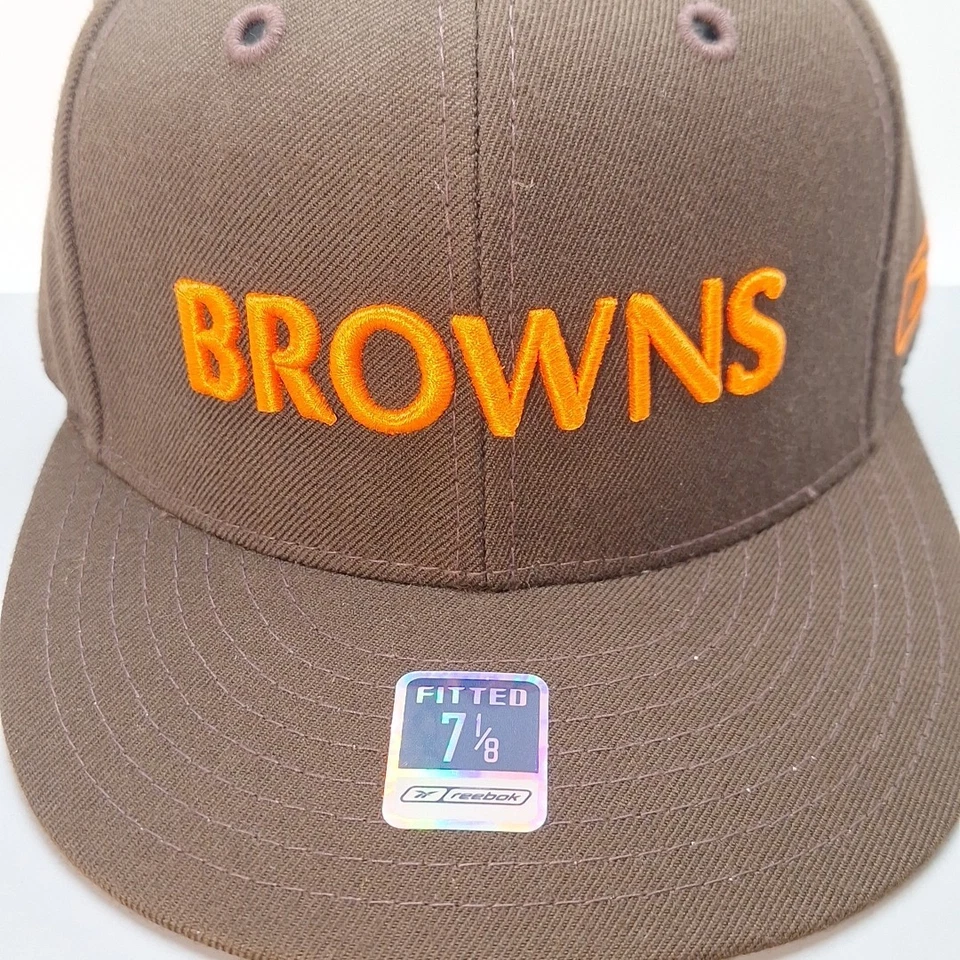 BROWNS
FITTED
7 1/8
reebok